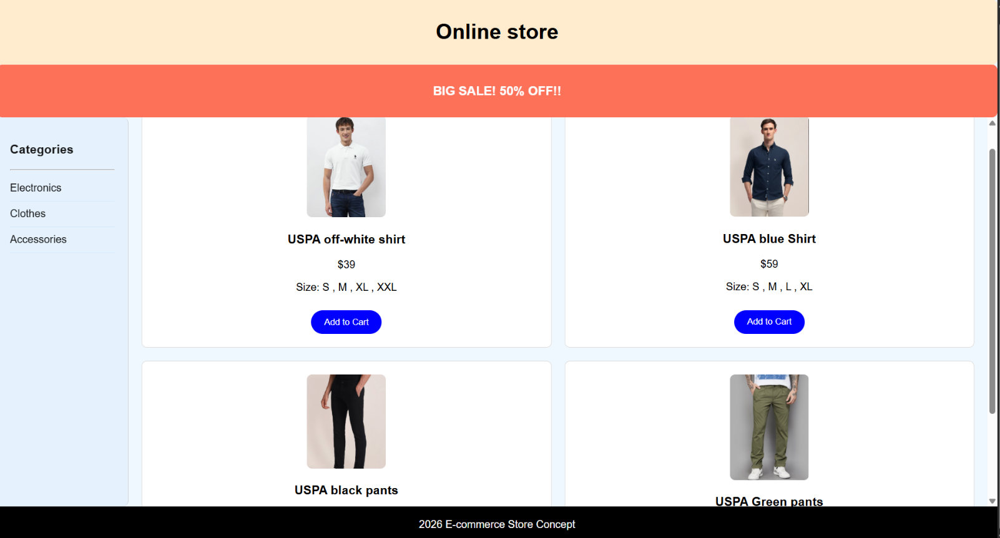 Online store
BIG SALE! 50% OFF!!
Categories
Electronics
Clothes
Accessories
USPA off-white shirt
$39
Size: S , M , XL , XXL
Add to Cart
USPA blue Shirt
$59
Size: S , M , L , XL
Add to Cart
USPA black pants
USPA Green pants
2026 E-commerce Store Concept